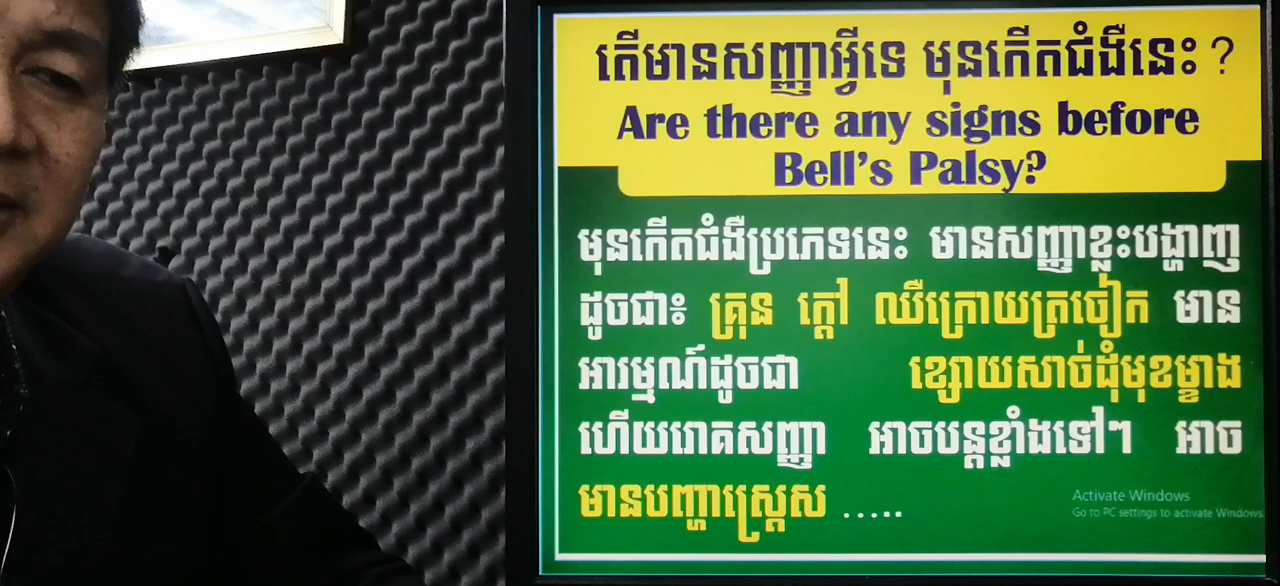 តើមានសញ្ញាអ្វីទេ មុនកើតជំងឺនេះ ?
Are there any signs before
Bell's Palsy?
មុនកើតជំងឺប្រភេទនេះ មានសញ្ញាខ្លះបង្ហាញ
ដូចជា៖ គ្រុន ក្តៅ ឈឺក្រោយត្រចៀក មាន
អារម្មណ៍ដូចជា ខ្សោយសាច់ដុំមុខម្ខាង
ហើយរោគសញ្ញា អាចបន្តខ្លាំងទៅៗ អាច
មានបញ្ហាស្ត្រេស .....
Activate Windows
Go to PC settings to activate Windows.